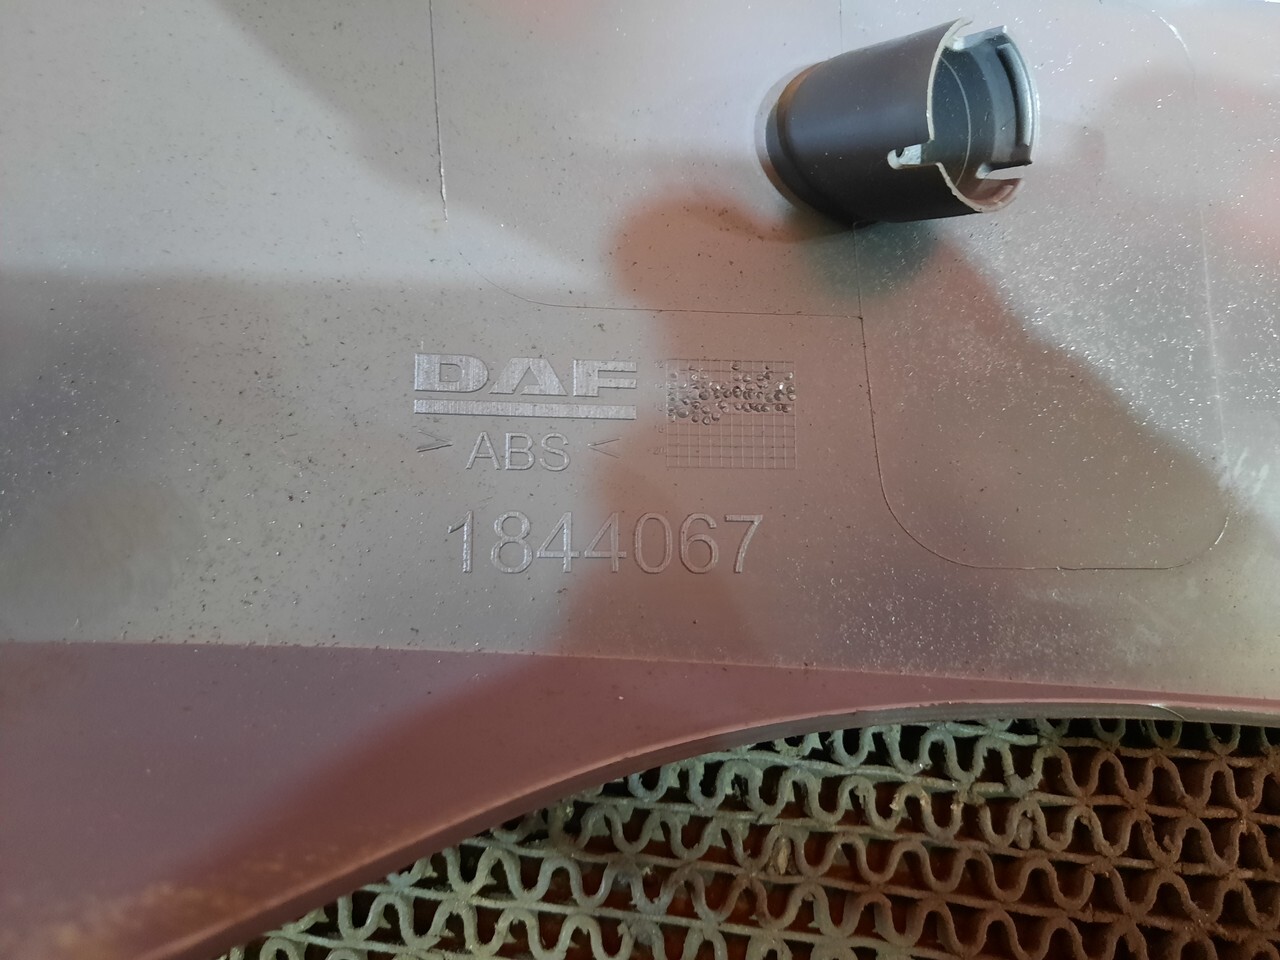 DAF
> ABS <
1844067